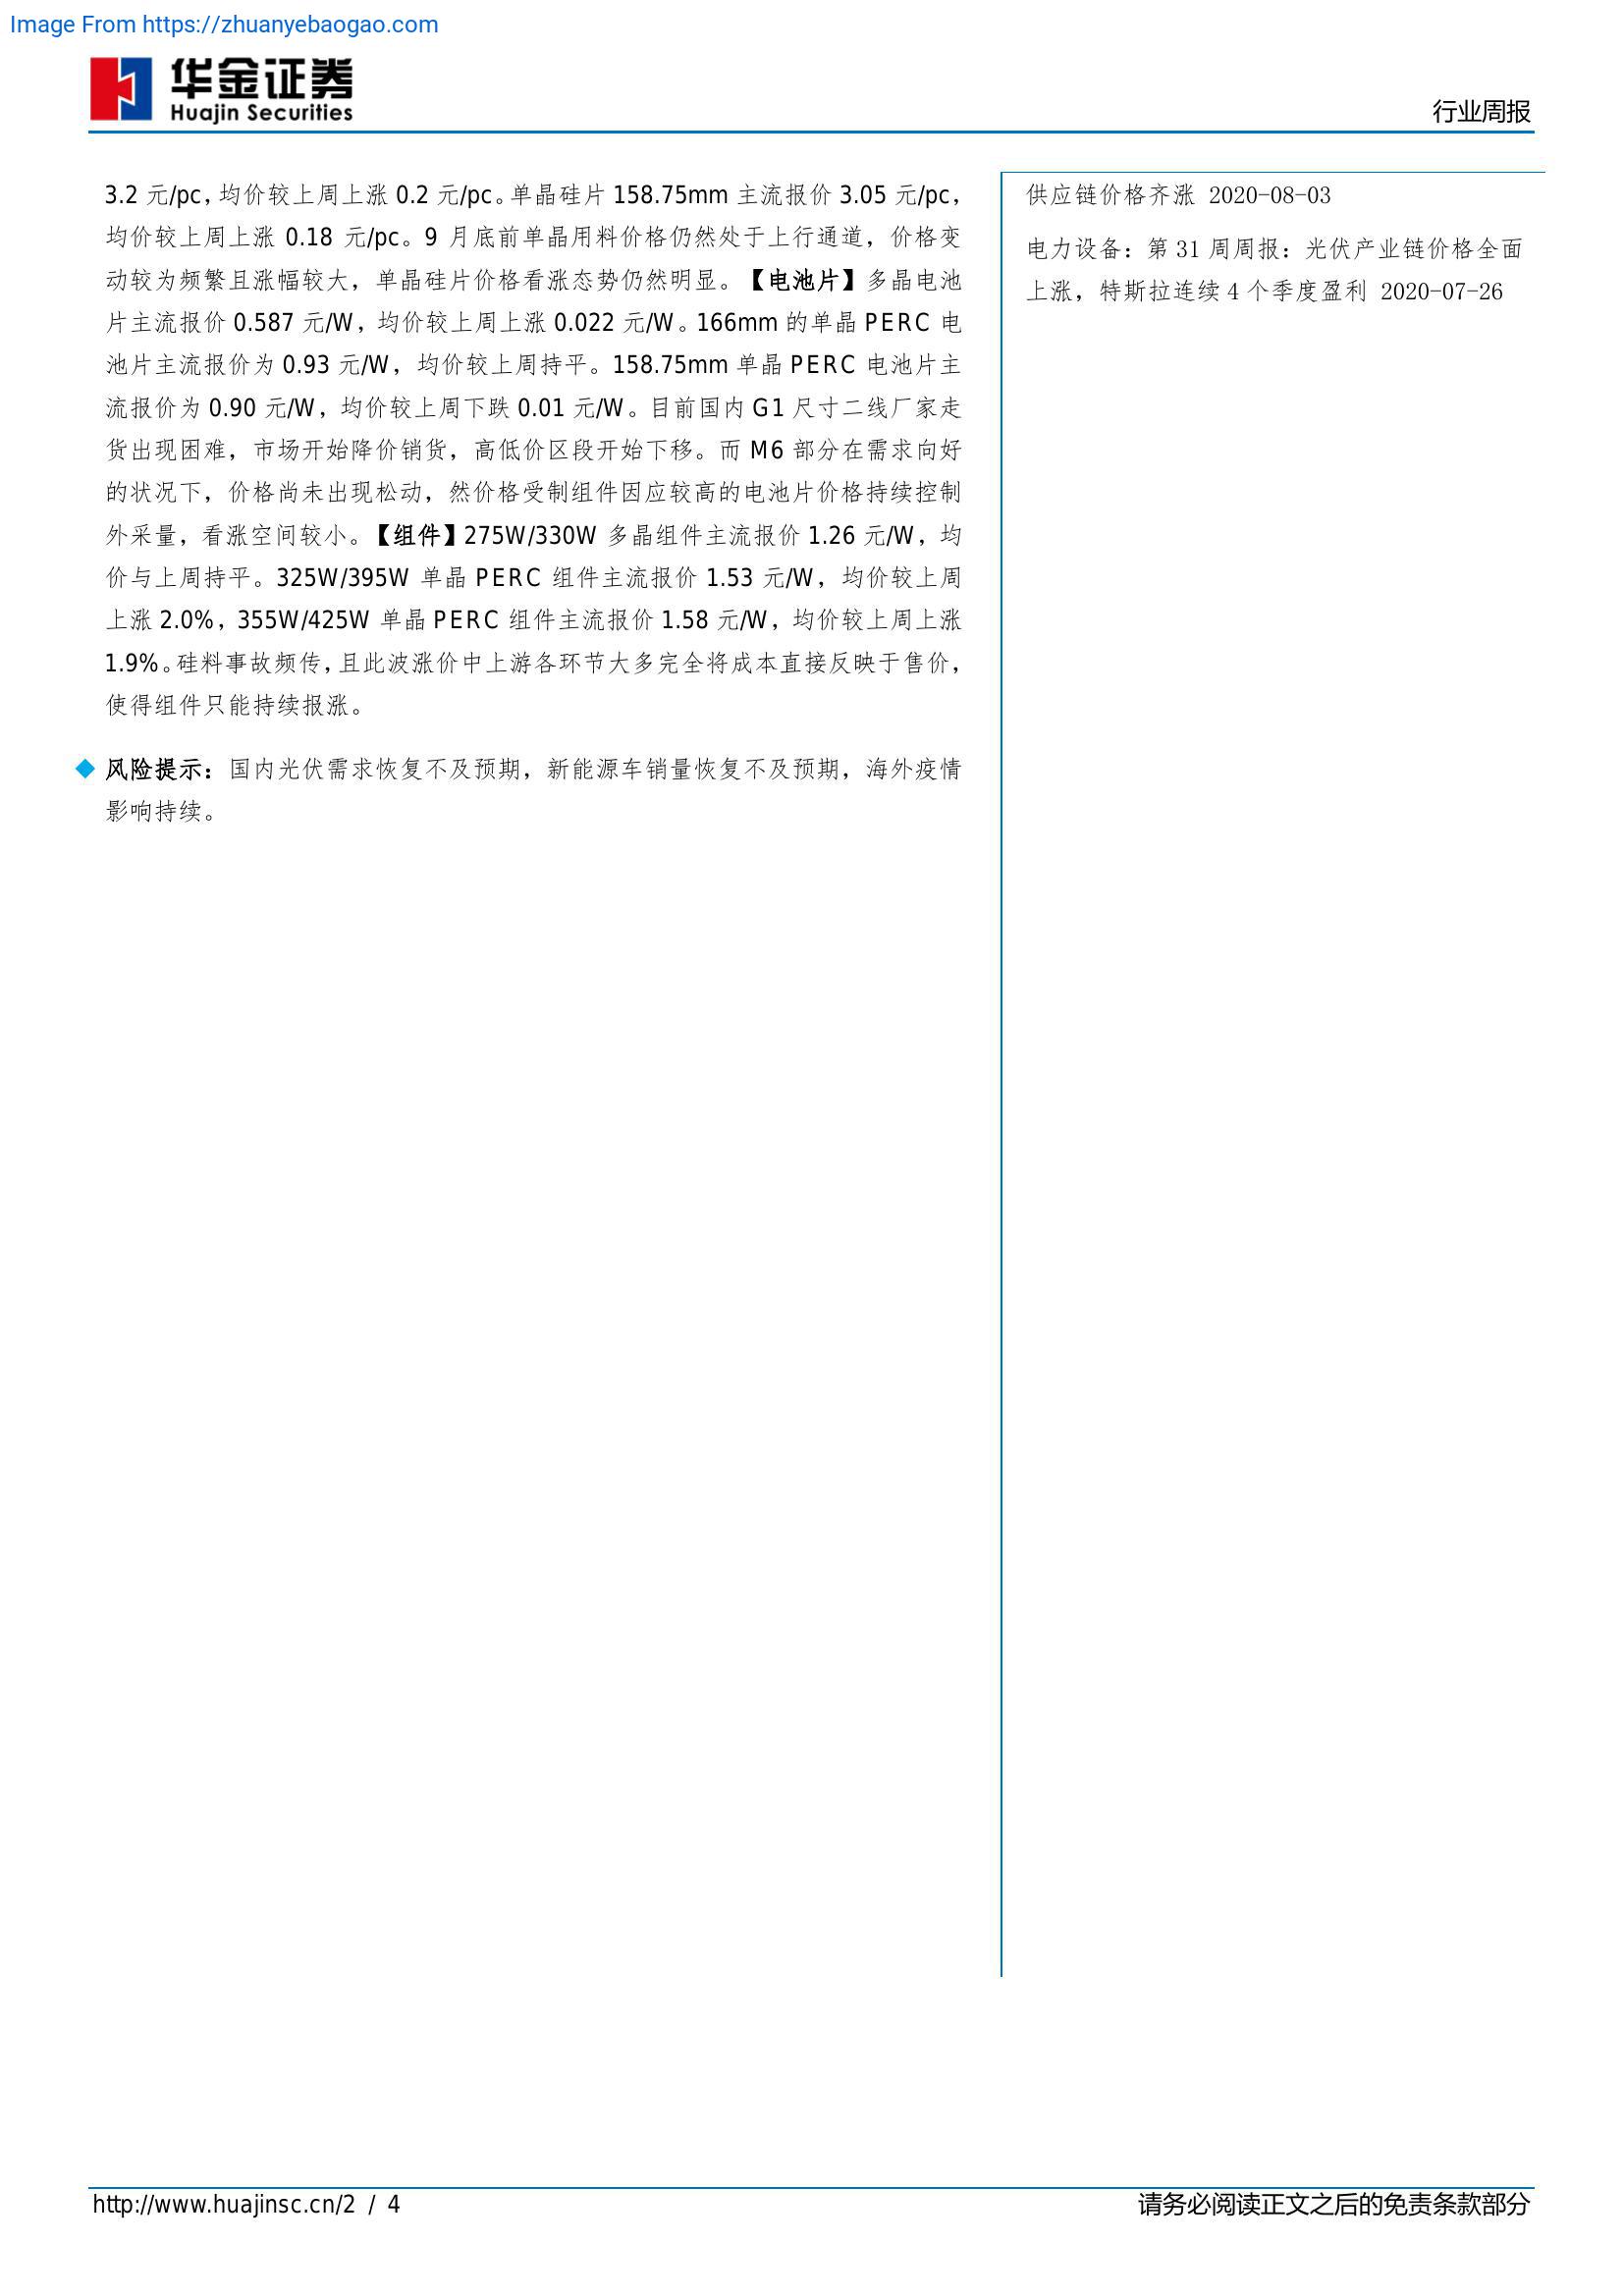 Image From https://zhuanyebaogao.com
华金证券
Huajin Securities
行业周报
3.2 元/pc，均价较上周上涨 0.2 元/pc。单晶硅片 158.75mm 主流报价 3.05 元/pc，
均价较上周上涨 0.18 元/pc。9 月底前单晶用料价格仍然处于上行通道，价格变
动较为频繁且涨幅较大，单晶硅片价格看涨态势仍然明显。【电池片】多晶电池
片主流报价 0.587 元/W，均价较上周上涨 0.022 元/W。166mm 的单晶 PERC 电
池片主流报价为 0.93 元/W，均价较上周持平。158.75mm 单晶 PERC 电池片主
流报价为 0.90 元/W，均价较上周下跌 0.01 元/W。目前国内 G1 尺寸二线厂家走
货出现困难，市场开始降价销货，高低价区段开始下移。而 M6 部分在需求向好
的状况下，价格尚未出现松动，然价格受制组件因应较高的电池片价格持续控制
外采量，看涨空间较小。【组件】275W/330W 多晶组件主流报价 1.26 元/W，均
价与上周持平。325W/395W 单晶 PERC 组件主流报价 1.53 元/W，均价较上周
上涨 2.0%，355W/425W 单晶 PERC 组件主流报价 1.58 元/W，均价较上周上涨
1.9%。硅料事故频传，且此波涨价中上游各环节大多完全将成本直接反映于售价，
使得组件只能持续报涨。
风险提示：国内光伏需求恢复不及预期，新能源车销量恢复不及预期，海外疫情
影响持续。
供应链价格齐涨 2020-08-03
电力设备：第 31 周周报：光伏产业链价格全面
上涨，特斯拉连续 4 个季度盈利 2020-07-26
http://www.huajinsc.cn/2 / 4
请务必阅读正文之后的免责条款部分